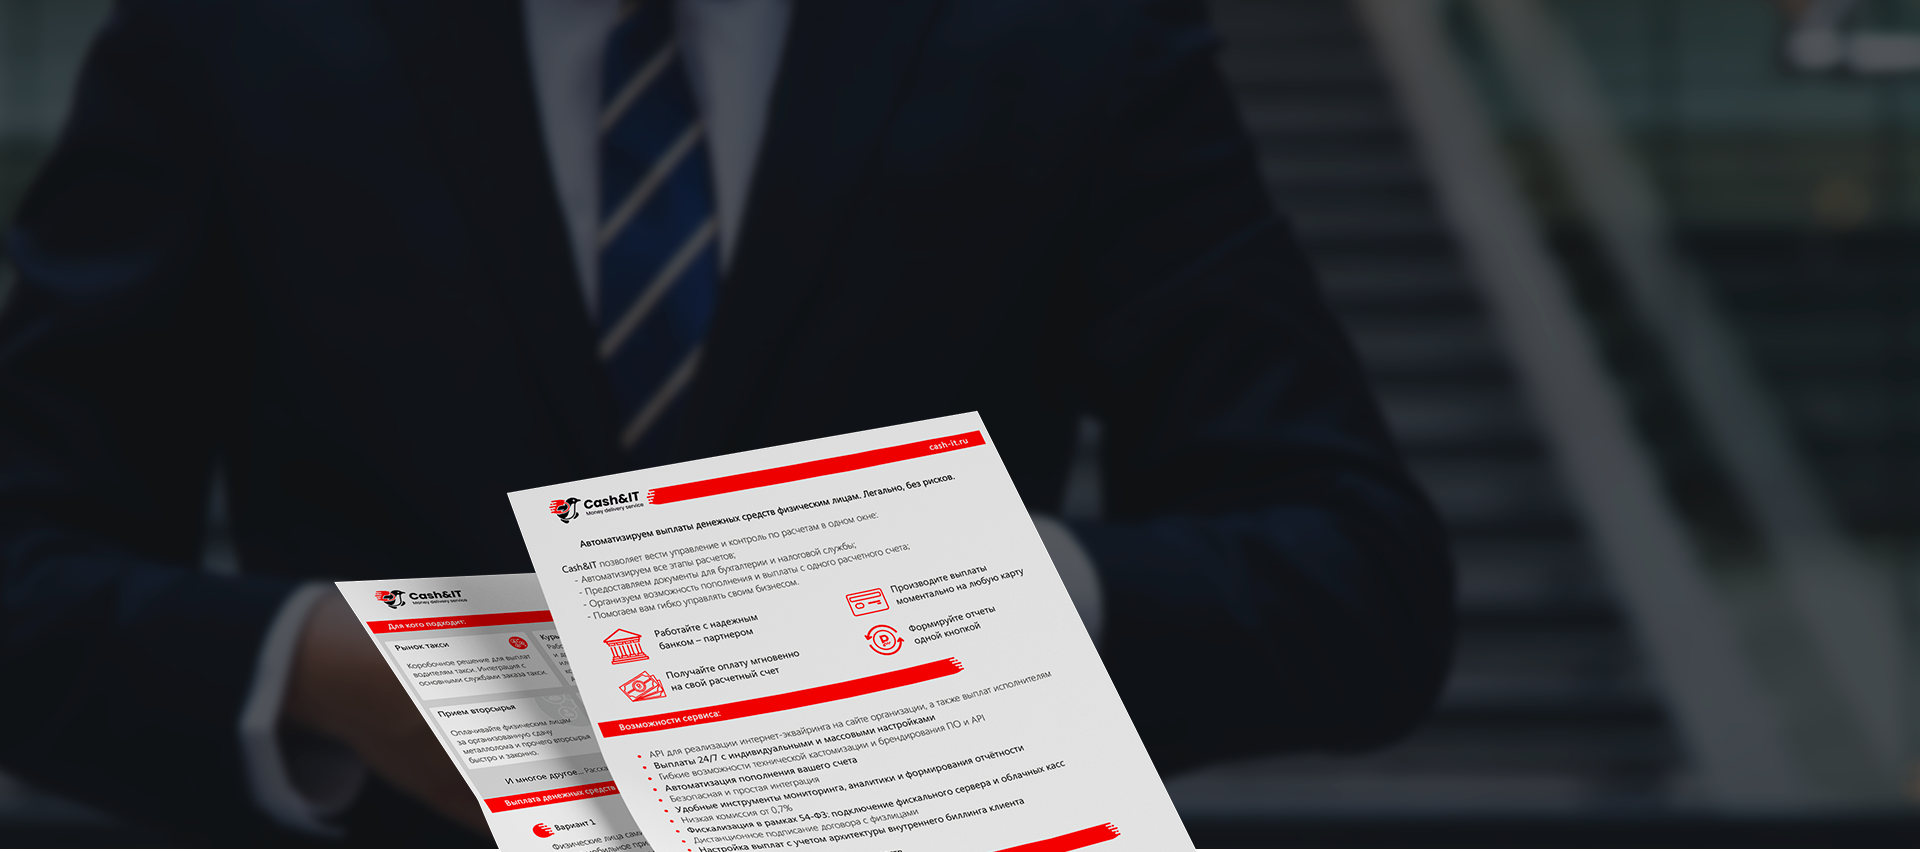 cash-it.ru
Cash&IT
Money delivery service
Автоматизируем выплаты денежных средств физическим лицам. Легально, без рисков.
Cash&IT позволяет вести управление и контроль по расчетам в одном окне:
- Автоматизируем все этапы расчетов;
- Предоставляем документы для бухгалтерии и налоговой службы;
- Организуем возможность пополнения и выплаты с одного расчетного счета;
- Помогаем вам гибко управлять своим бизнесом.
Работайте с надежным
банком – партнером
Производите выплаты
моментально на любую карту
Получайте оплату мгновенно
на свой расчетный счет
Формируйте отчеты
одной кнопкой
Возможности сервиса:
API для реализации интернет-эквайринга на сайте организации, а также выплат исполнителям
Выплаты 24/7 с индивидуальными и массовыми настройками
Гибкие возможности технической кастомизации и брендирования ПО и API
Автоматизация пополнения вашего счета
Безопасная и простая интеграция
Удобные инструменты мониторинга, аналитики и формирования отчётности
Низкая комиссия от 0,7%
Фискализация в рамках 54-ФЗ: подключение фискального сервера и облачных касс
Дистанционное подписание договора с физлицами
Настройка выплат с учетом архитектуры внутреннего биллинга клиента
Cash&IT
Money delivery service
Для кого подходит:
Рынок такси
Коробочное решение для выплат
водителям такси. Интеграция с
основными службами заказа такси.
Прием вторсырья
Оплачивайте физическим лицам
за организованную сдачу
металлолома и прочего вторсырья
быстро и законно.
И многое другое...
Выплата денежных средств
Вариант 1
Физические лица